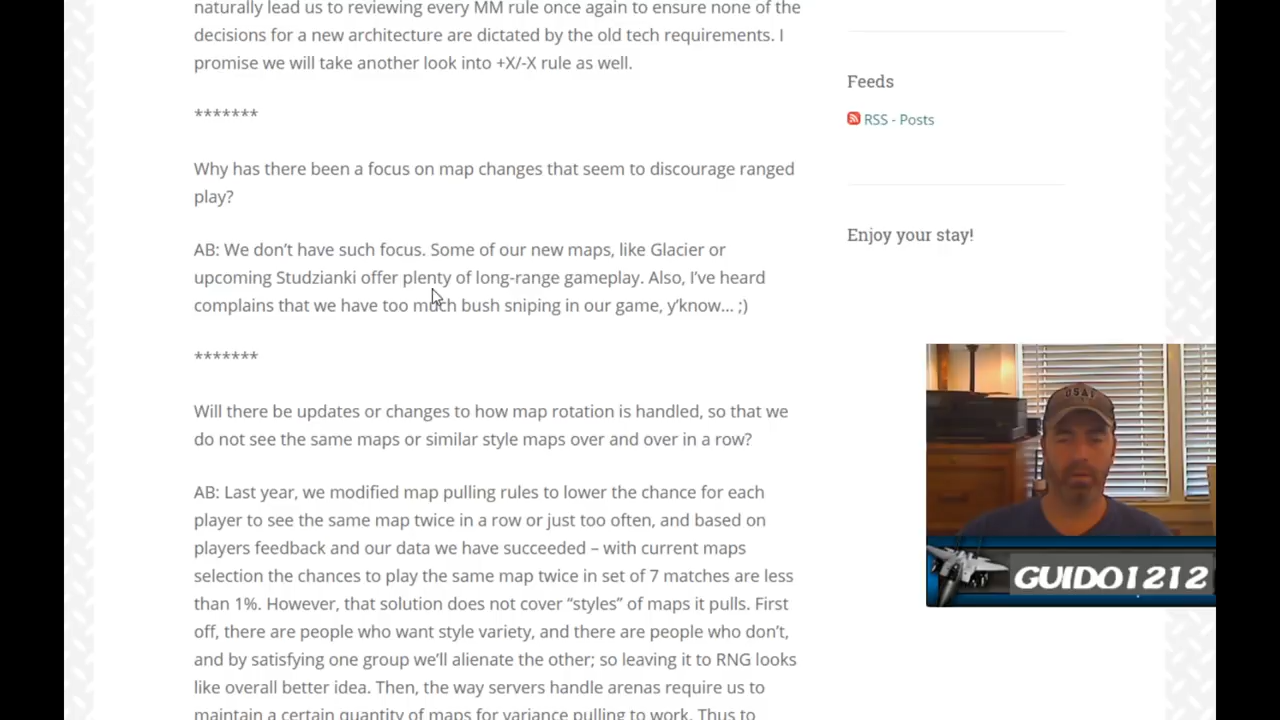 naturally lead us to reviewing every MM rule once again to ensure none of the
decisions for a new architecture are dictated by the old tech requirements. I
promise we will take another look into +X/-X rule as well.
*******
Why has there been a focus on map changes that seem to discourage ranged
play?
AB: We don’t have such focus. Some of our new maps, like Glacier or
upcoming Studzianki offer plenty of long-range gameplay. Also, I’ve heard
complains that we have too much bush sniping in our game, y’know… ;)
*******
Will there be updates or changes to how map rotation is handled, so that we
do not see the same maps or similar style maps over and over in a row?
AB: Last year, we modified map pulling rules to lower the chance for each
player to see the same map twice in a row or just too often, and based on
players feedback and our data we have succeeded – with current maps
selection the chances to play the same map twice in set of 7 matches are less
than 1%. However, that solution does not cover “styles” of maps it pulls. First
off, there are people who want style variety, and there are people who don’t,
and by satisfying one group we’ll alienate the other; so leaving it to RNG looks
like overall better idea. Then, the way servers handle arenas require us to
maintain a certain quantity of maps for variance pulling to work. Thus to
Feeds
RSS - Posts
Enjoy your stay!
USAF
GUIDO1212